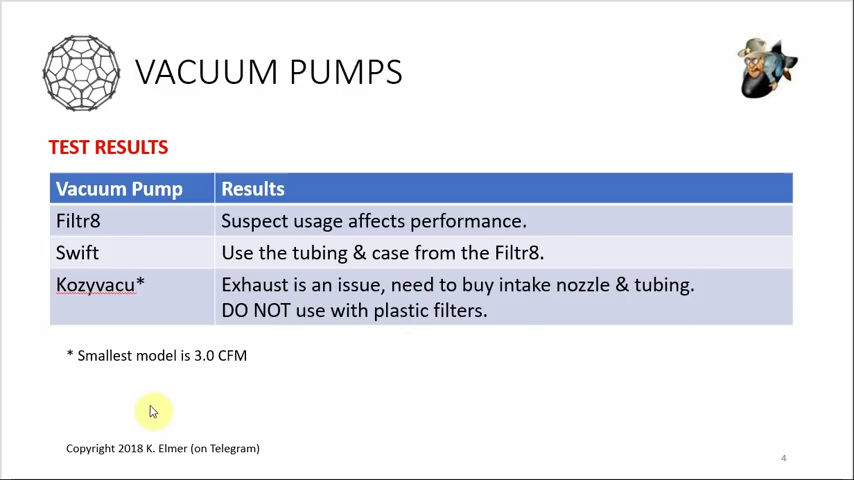 VACUUM PUMPS
TEST RESULTS
Vacuum Pump Results
Filtr8 Suspect usage affects performance.
Swift Use the tubing & case from the Filtr8.
Kozyvacu* Exhaust is an issue, need to buy intake nozzle & tubing.
DO NOT use with plastic filters.
* Smallest model is 3.0 CFM
Copyright 2018 K. Elmer (on Telegram)
4